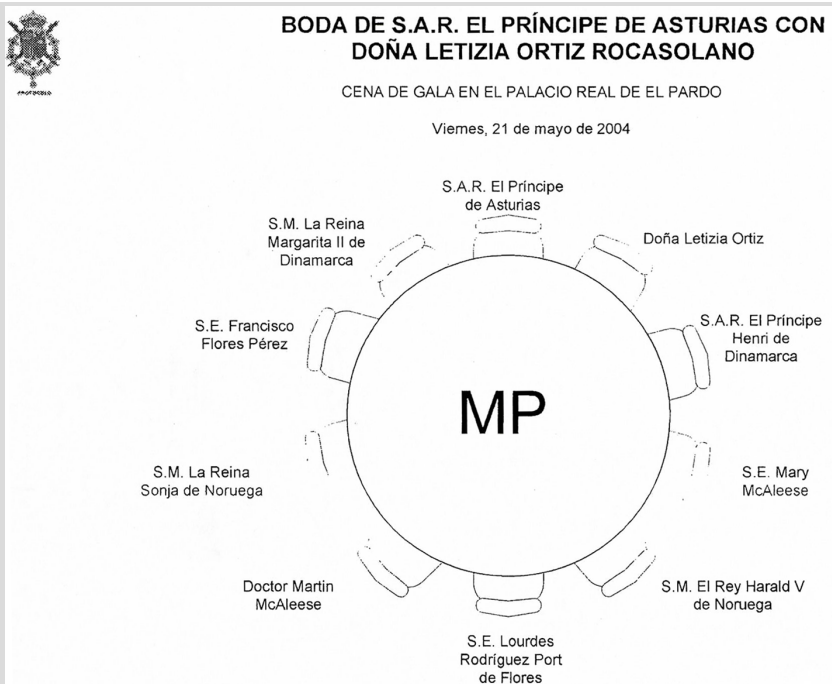 BODA DE S.A.R. EL PRÍNCIPE DE ASTURIAS CON
DOÑA LETIZIA ORTIZ ROCASOLANO
PROTOCOLO
CENA DE GALA EN EL PALACIO REAL DE EL PARDO
Viernes, 21 de mayo de 2004
S.A.R. El Príncipe
de Asturias
S.M. La Reina
Margarita II de
Dinamarca
Doña Letizia Ortiz
S.E. Francisco
Flores Pérez
S.A.R. El Príncipe
Henri de
Dinamarca
MP
S.M. La Reina
Sonja de Noruega
S.E. Mary
McAleese
Doctor Martin
McAleese
S.M. El Rey Harald V
de Noruega
S.E. Lourdes
Rodríguez Port
de Flores